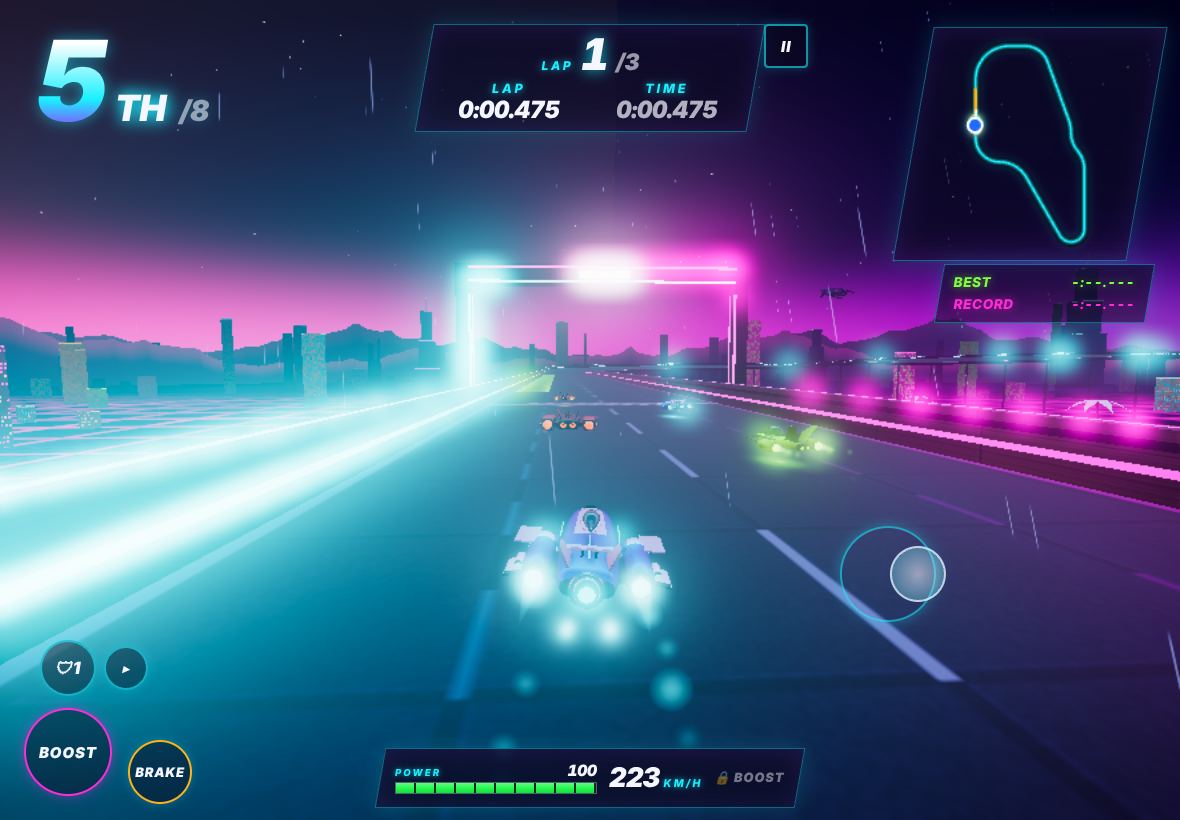 5TH /8
LAP 1 /3
LAP TIME
0:00.475 0:00.475
II
BEST -:--.---
RECORD -:--.---
1
BOOST
BRAKE
POWER 100
223 KM/H
BOOST